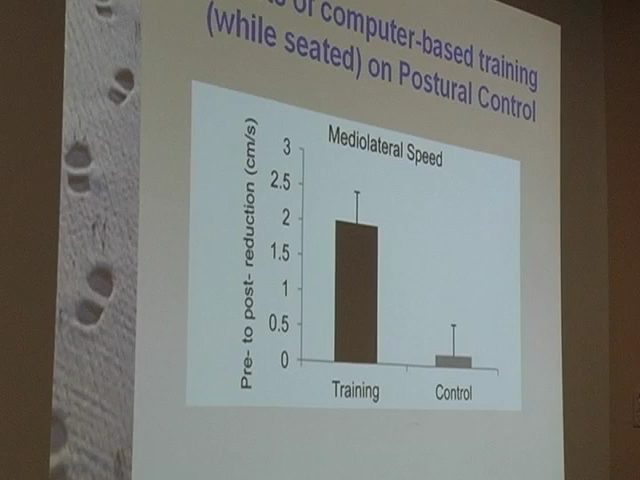 of computer-based training
(while seated) on Postural Control
Mediolateral Speed
Pre- to post- reduction (cm/s)
3
2.5
2
1.5
1
0.5
0
Training
Control